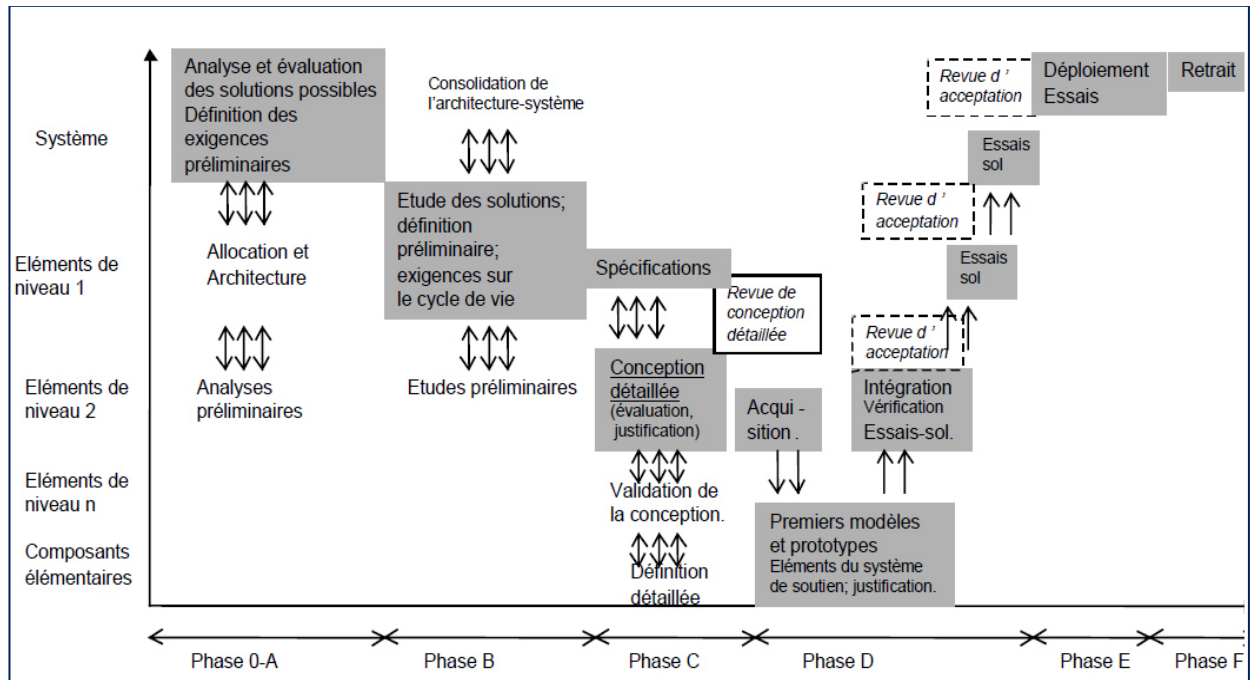 Analyse et évaluation
des solutions possibles
Définition des
exigences
préliminaires
Consolidation de
l'architecture-système
Revue d '
acceptation
Déploiement
Essais
Retrait
Système
Essais
sol
Etude des solutions;
définition
préliminaire;
exigences sur
le cycle de vie
Revue d '
acceptation
Allocation et
Architecture
Eléments de
niveau 1
Spécifications
Essais
sol
Revue de
conception
détaillée
Revue d '
acceptation
Eléments de
niveau 2
Analyses
préliminaires
Etudes préliminaires
Conception
détaillée
(évaluation,
justification)
Acqui -
sition .
Intégration
Vérification
Essais-sol.
Eléments de
niveau n
Validation de
la conception.
Premiers modèles
et prototypes
Eléments du système
de soutien; justification.
Composants
élémentaires
Définition
détaillée
Phase 0-A
Phase B
Phase C
Phase D
Phase E
Phase F